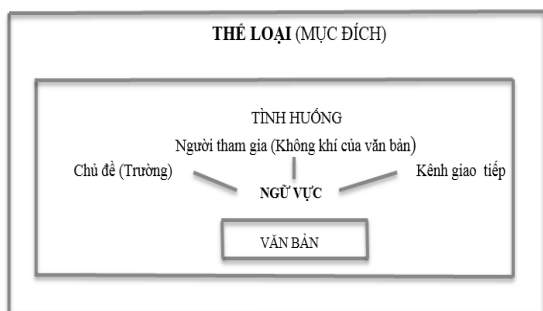 THỂ LOẠI (MỤC ĐÍCH)
TÌNH HUỐNG
Người tham gia (Không khí của văn bản)
Chủ đề (Trường)
Kênh giao tiếp
NGỮ VỰC
VĂN BẢN